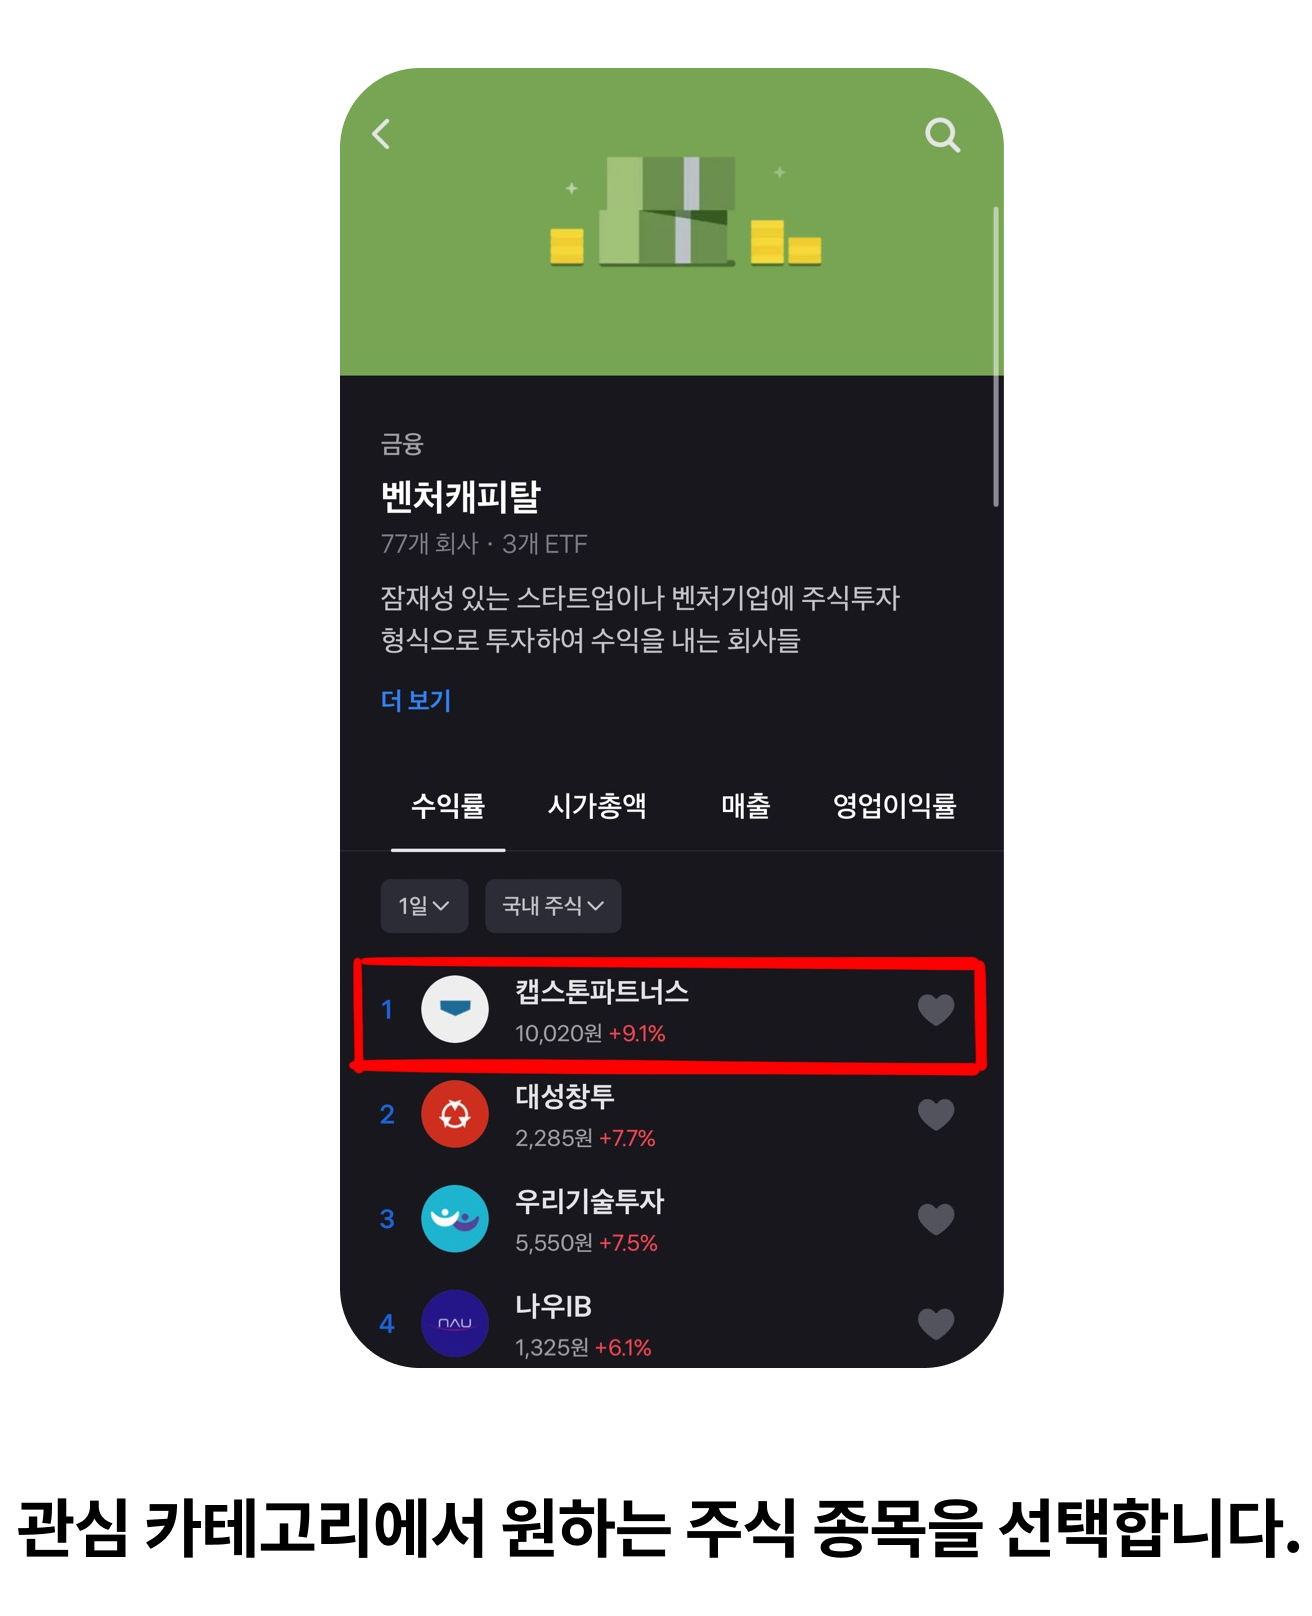 금융
벤처캐피탈
77개 회사 · 3개 ETF
잠재성 있는 스타트업이나 벤처기업에 주식투자
형식으로 투자하여 수익을 내는 회사들
더 보기
수익률 시가총액 매출 영업이익률
1일 국내 주식
1 캡스톤파트너스
10,020원 +9.1%
2 대성창투
2,285원 +7.7%
3 우리기술투자
5,550원 +7.5%
4 NAU 나우IB
1,325원 +6.1%
관심 카테고리에서 원하는 주식 종목을 선택합니다.